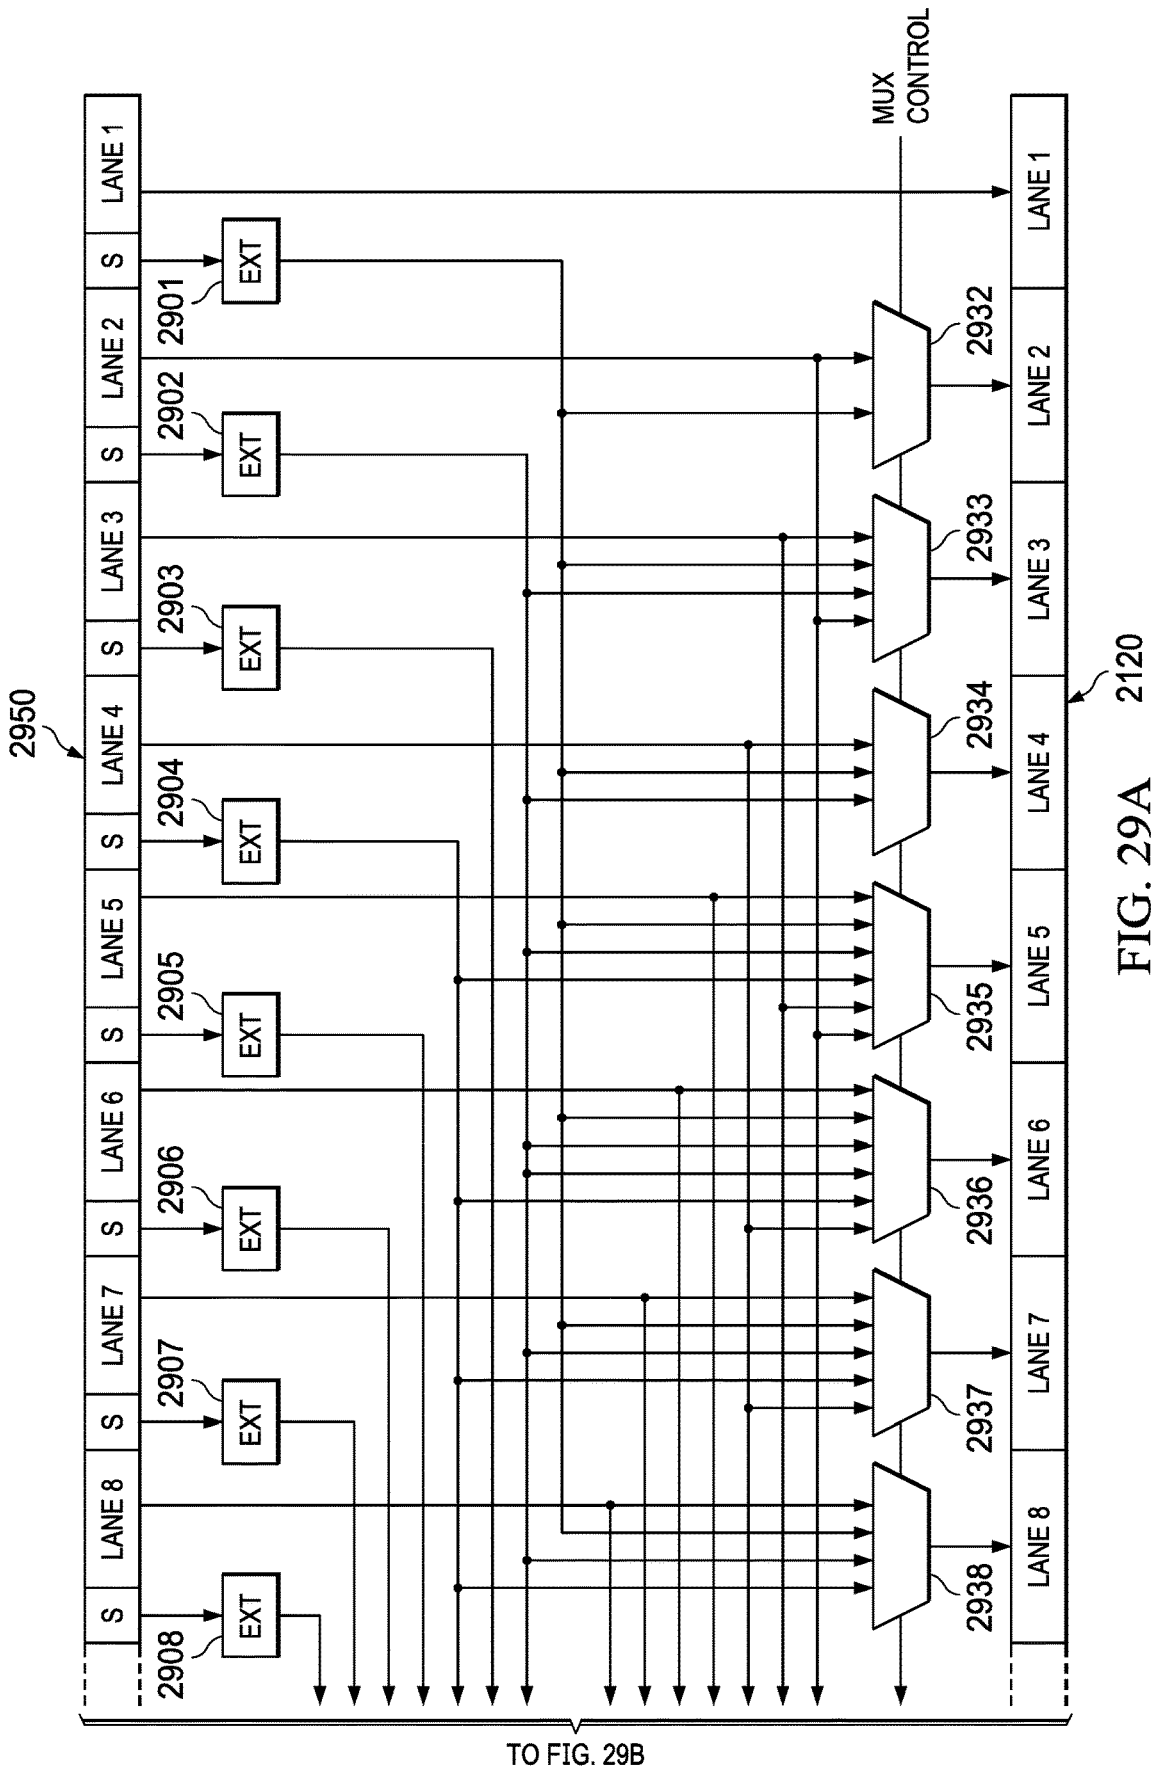 2950
LANE 8
S
LANE 7
S
LANE 6
S
LANE 5
S
LANE 4
S
LANE 3
S
LANE 2
S
LANE 1
S
2908
EXT
2907
EXT
2906
EXT
2905
EXT
2904
EXT
2903
EXT
2902
EXT
2901
EXT
TO FIG. 29B
MUX
CONTROL
2938
2937
2936
2935
2934
2933
2932
LANE 8
LANE 7
LANE 6
LANE 5
LANE 4
LANE 3
LANE 2
LANE 1
2120
FIG. 29A